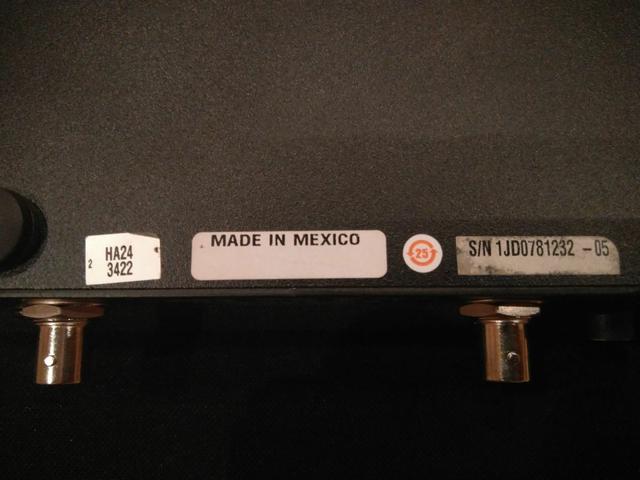 2
HA24
3422
MADE IN MEXICO
25
S/N 1JD0781232 -05